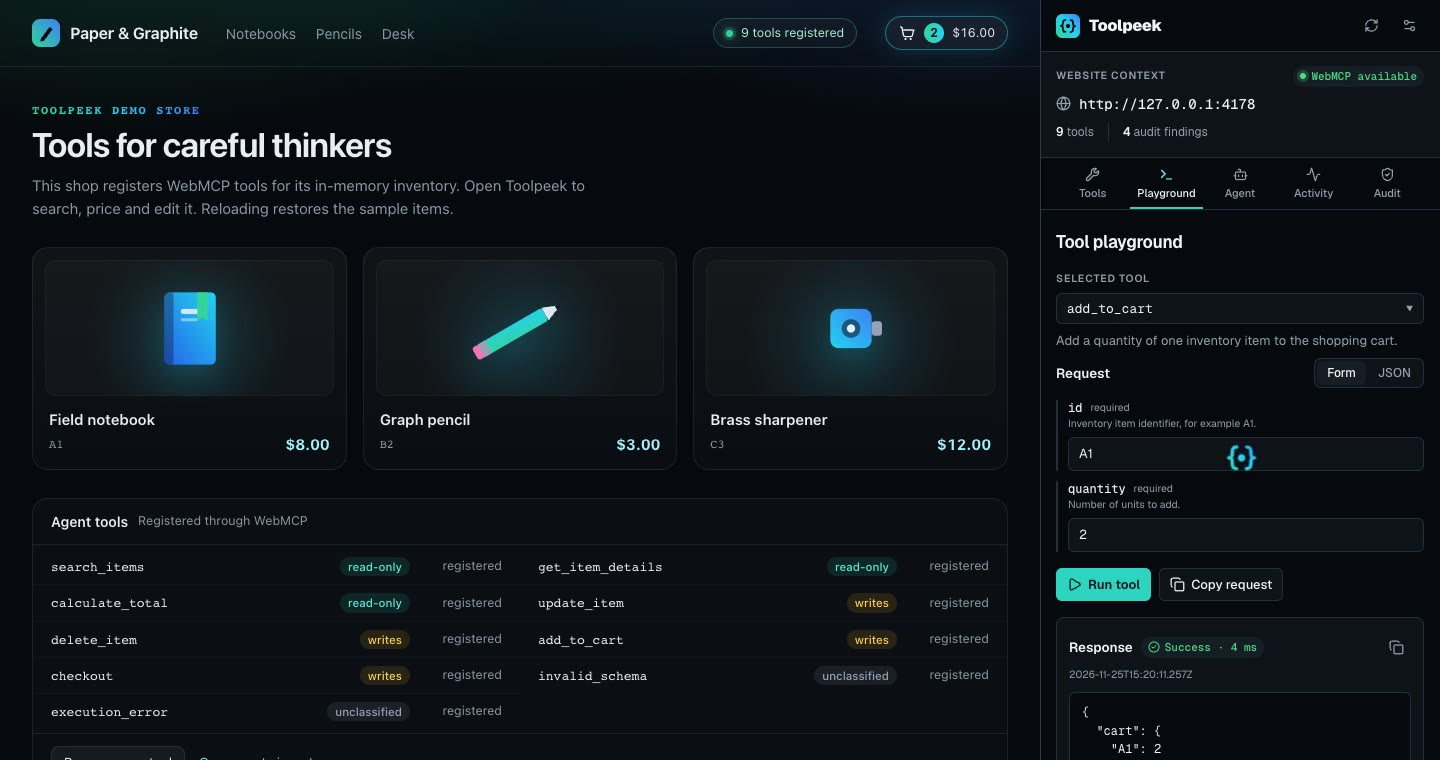 Paper & Graphite
Notebooks
Pencils
Desk
9 tools registered
2
$16.00
TOOLPEEK DEMO STORE
Tools for careful thinkers
This shop registers WebMCP tools for its in-memory inventory. Open Toolpeek to
search, price and edit it. Reloading restores the sample items.
Field notebook
A1
$8.00
Graph pencil
B2
$3.00
Brass sharpener
C3
$12.00
Agent tools
Registered through WebMCP
search_items
read-only
registered
get_item_details
read-only
registered
calculate_total
read-only
registered
update_item
writes
registered
delete_item
writes
registered
add_to_cart
writes
registered
checkout
writes
registered
invalid_schema
unclassified
registered
execution_error
unclassified
registered
Toolpeek
WEBSITE CONTEXT
WebMCP available
http://127.0.0.1:4178
9 tools
4 audit findings
Tools
Playground
Agent
Activity
Audit
Tool playground
SELECTED TOOL
add_to_cart
Add a quantity of one inventory item to the shopping cart.
Request
Form
JSON
id required
Inventory item identifier, for example A1.
A1
quantity required
Number of units to add.
2
Run tool
Copy request
Response
Success · 4 ms
2026-11-25T15:20:11.257Z
{
"cart": {
"A1": 2